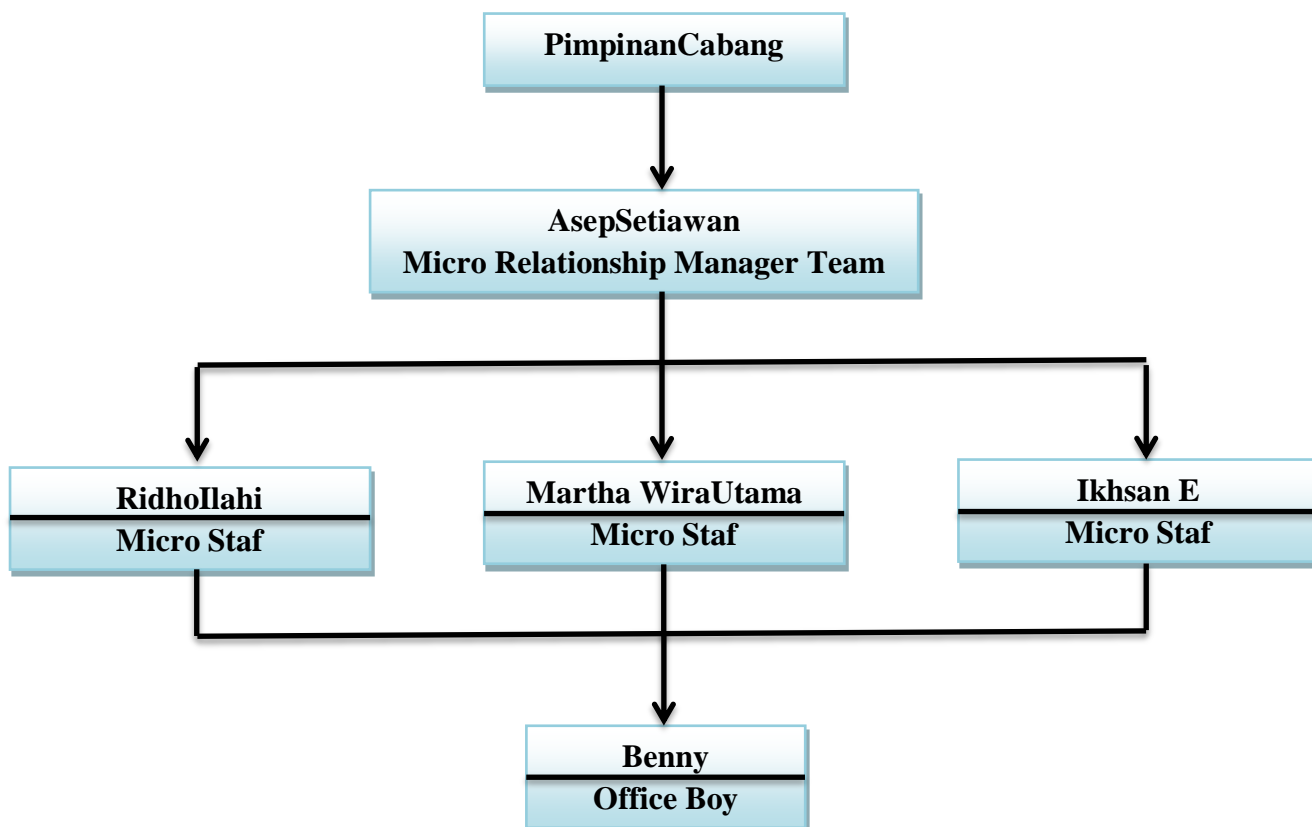 PimpinanCabang
AsepSetiawan
Micro Relationship Manager Team
RidhoIlahi
Micro Staf
Martha WiraUtama
Micro Staf
Ikhsan E
Micro Staf
Benny
Office Boy